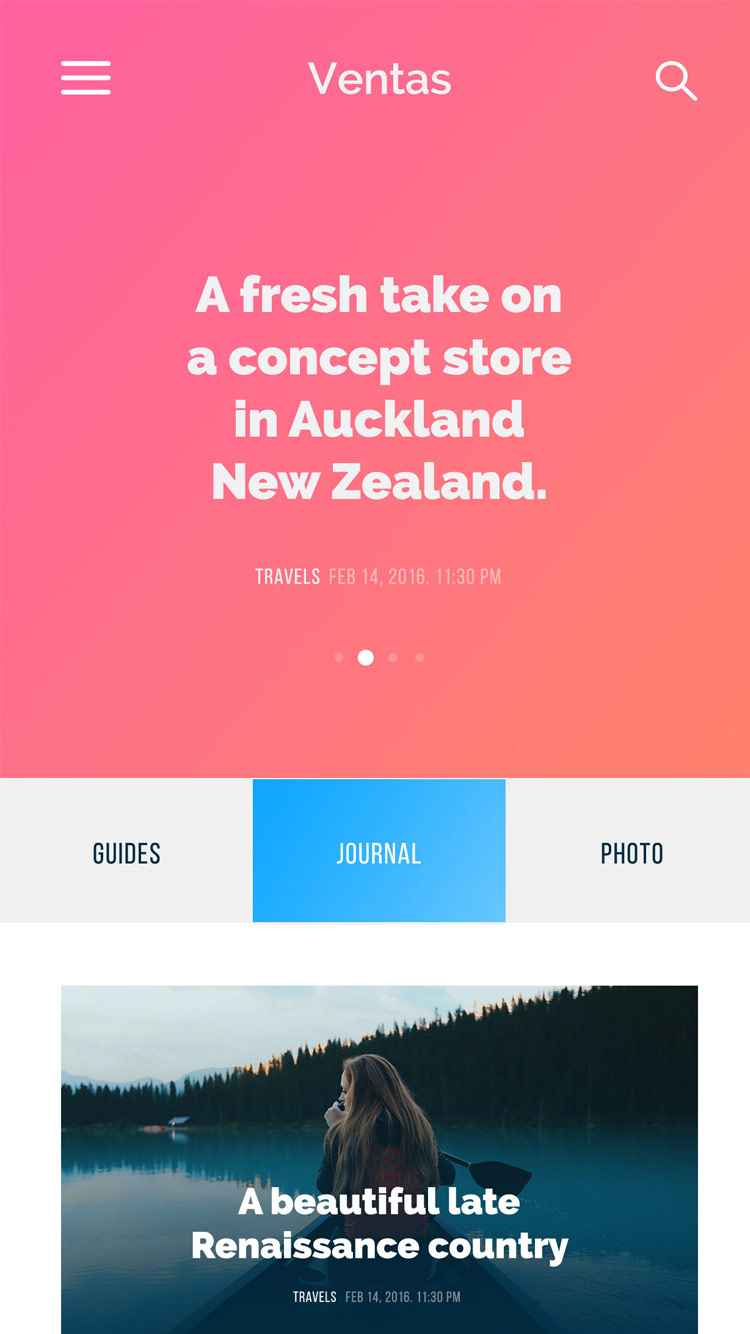 Ventas
A fresh take on
a concept store
in Auckland
New Zealand.
TRAVELS FEB 14, 2016. 11:30 PM
GUIDES JOURNAL PHOTO
A beautiful late
Renaissance country
TRAVELS FEB 14, 2016. 11:30 PM